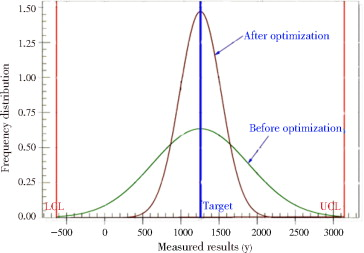 1.50
1.25
1.00
0.75
0.50
0.25
0.00
Frequency distribution
After optimization
Before optimization
LCL
Target
UCL
−500
0
500
1000
1500
2000
2500
3000
Measured results (y)